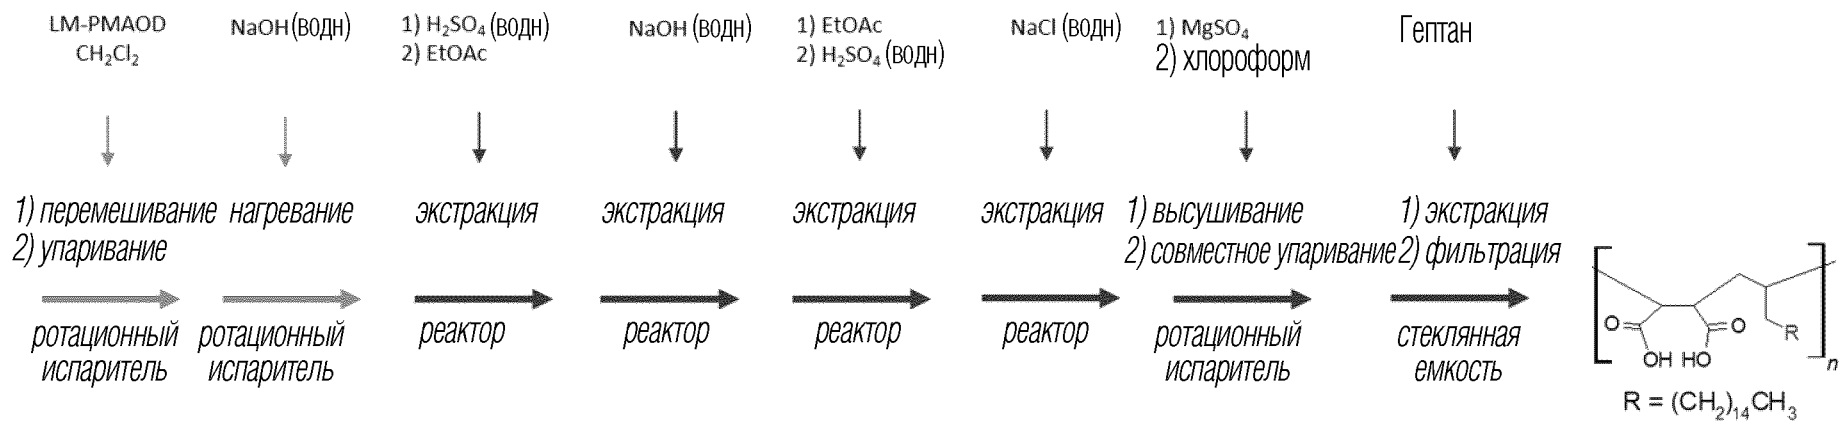 LM-PMAOD
CH₂Cl₂
NaOH (водн)
1) H₂SO₄ (водн)
2) EtOAc
NaOH (водн)
1) EtOAc
2) H₂SO₄ (водн)
NaCl (водн)
1) MgSO₄
2) хлороформ
Гептан
1) перемешивание
2) упаривание
нагревание
экстракция
экстракция
экстракция
экстракция
1) высушивание
2) совместное упаривание
1) экстракция
2) фильтрация
ротационный
испаритель
ротационный
испаритель
реактор
реактор
реактор
реактор
ротационный
испаритель
стеклянная
емкость
O
O
R
OH HO
n
R = (CH₂)₁₄CH₃